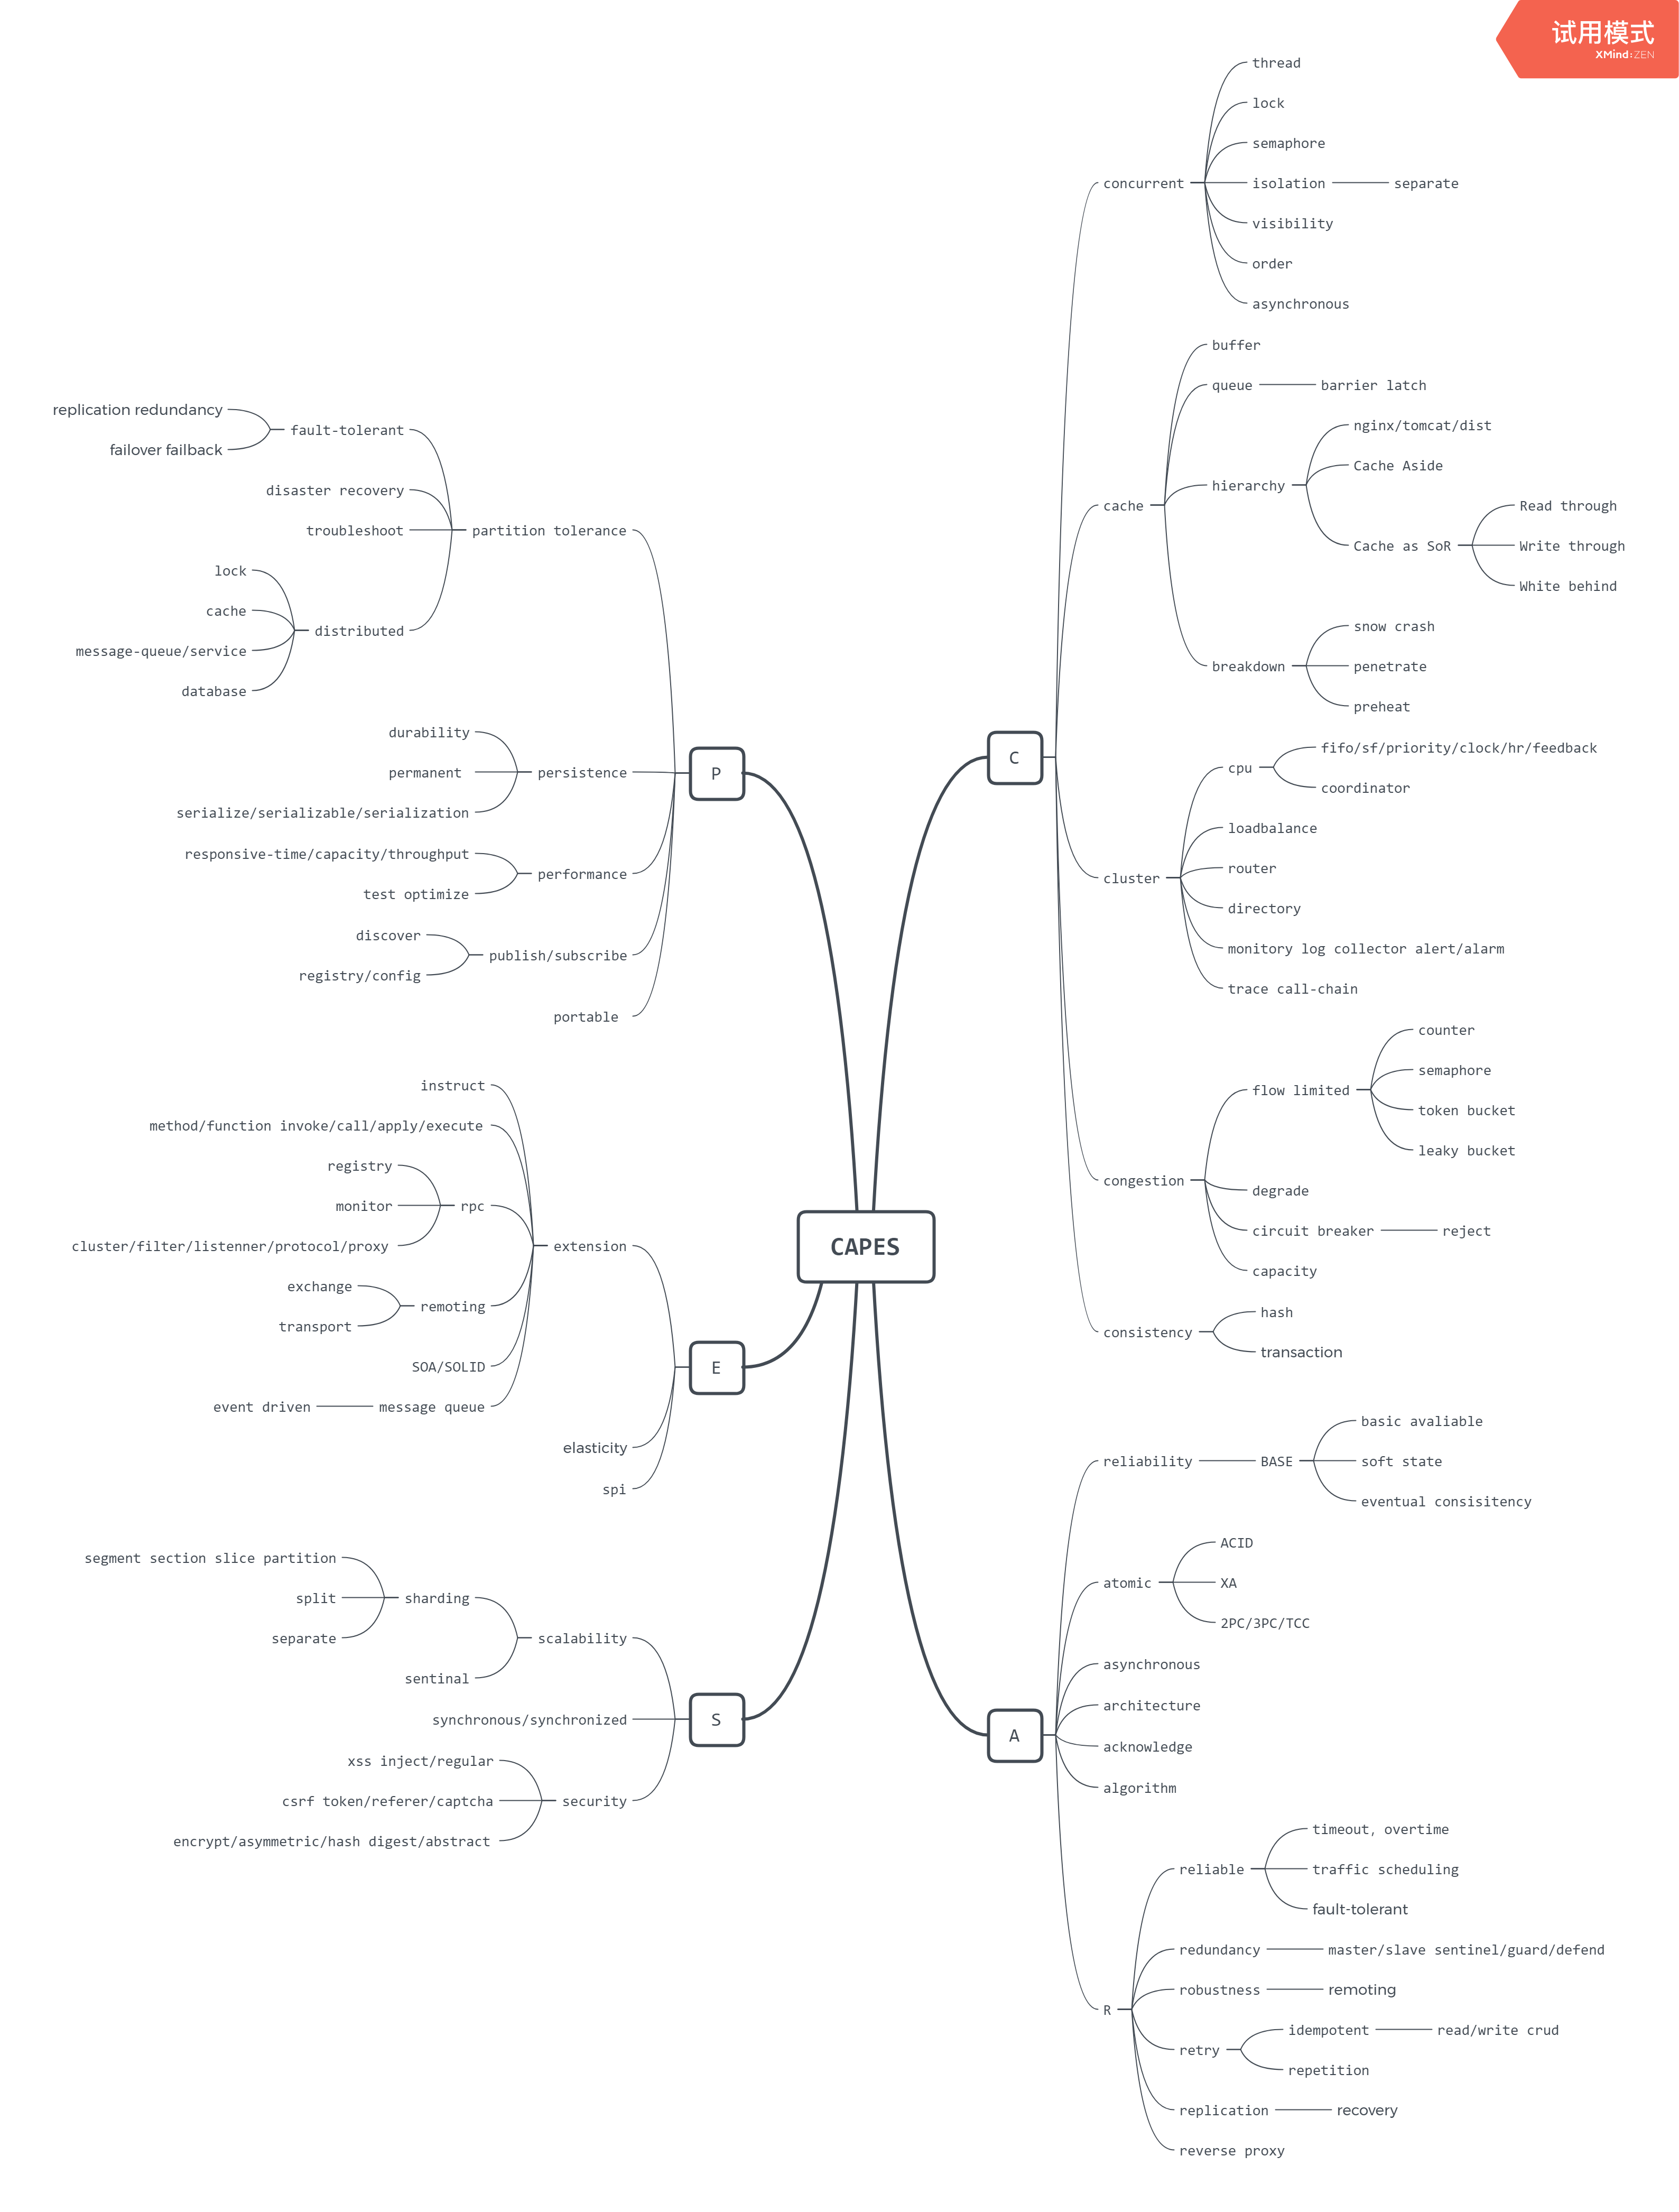 试用模式
XMind:ZEN
CAPES
C
concurrent
thread
lock
semaphore
isolation
separate
visibility
order
asynchronous
cache
buffer
queue
barrier latch
hierarchy
nginx/tomcat/dist
Cache Aside
Cache as SoR
Read through
Write through
White behind
breakdown
snow crash
penetrate
preheat
cluster
cpu
fifo/sf/priority/clock/hr/feedback
coordinator
loadbalance
router
directory
monitory log collector alert/alarm
trace call-chain
congestion
flow limited
counter
semaphore
token bucket
leaky bucket
degrade
circuit breaker
reject
capacity
consistency
hash
transaction
A
reliability
BASE
basic avaliable
soft state
eventual consisitency
atomic
ACID
XA
2PC/3PC/TCC
asynchronous
architecture
acknowledge
algorithm
R
reliable
timeout, overtime
traffic scheduling
fault-tolerant
redundancy
master/slave sentinel/guard/defend
robustness
remoting
retry
idempotent
read/write crud
repetition
replication
recovery
reverse proxy
P
partition tolerance
fault-tolerant
replication redundancy
failover failback
disaster recovery
troubleshoot
distributed
lock
cache
message-queue/service
database
persistence
durability
permanent
serialize/serializable/serialization
performance
responsive-time/capacity/throughput
test optimize
publish/subscribe
discover
registry/config
portable
E
extension
instruct
method/function invoke/call/apply/execute
rpc
registry
monitor
cluster/filter/listenner/protocol/proxy
remoting
exchange
transport
SOA/SOLID
message queue
event driven
elasticity
spi
S
scalability
sharding
segment section slice partition
split
separate
sentinal
synchronous/synchronized
security
xss inject/regular
csrf token/referer/captcha
encrypt/asymmetric/hash digest/abstract